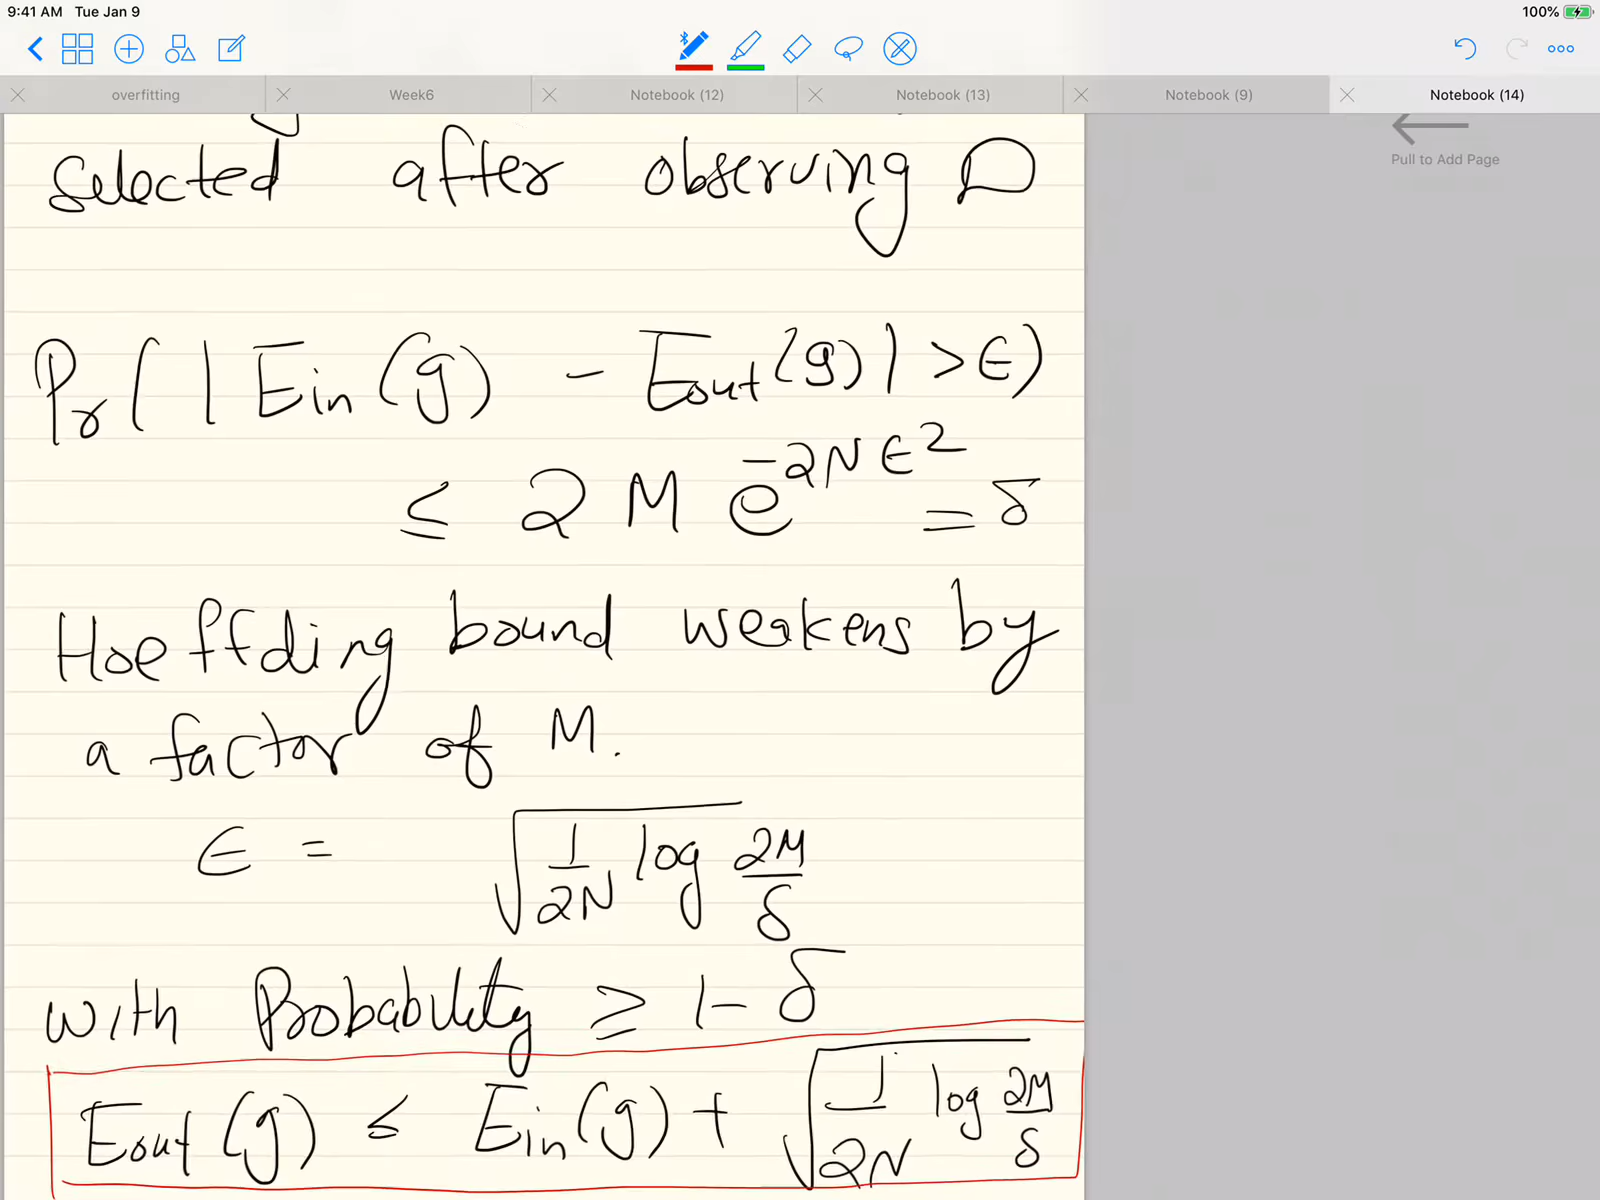 9:41 AM Tue Jan 9 100%
overfitting Week6 Notebook (12) Notebook (13) Notebook (9) Notebook (14)
Pull to Add Page
selected after observing D
Pr( | Ein (g) - Eout (g) | > ϵ)
≤ 2 M e^{-2N ϵ^2} = δ
Hoeffding bound weakens by
a factor of M.
ϵ = √(1/2N log 2M/δ)
with Probability ≥ 1- δ
Eout (g) ≤ Ein (g) + √(1/2N log 2M/δ)